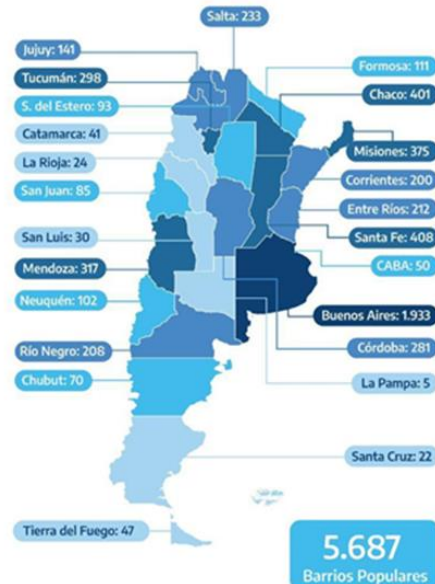 Salta: 233
Jujuy: 141
Tucumán: 298
S. del Estero: 93
Catamarca: 41
La Rioja: 24
San Juan: 85
San Luis: 30
Mendoza: 317
Neuquén: 102
Río Negro: 208
Chubut: 70
Tierra del Fuego: 47
Formosa: 111
Chaco: 401
Misiones: 375
Corrientes: 200
Entre Ríos: 212
Santa Fe: 408
CABA: 50
Buenos Aires: 1.933
Córdoba: 281
La Pampa: 5
Santa Cruz: 22
5.687
Barrios Populares